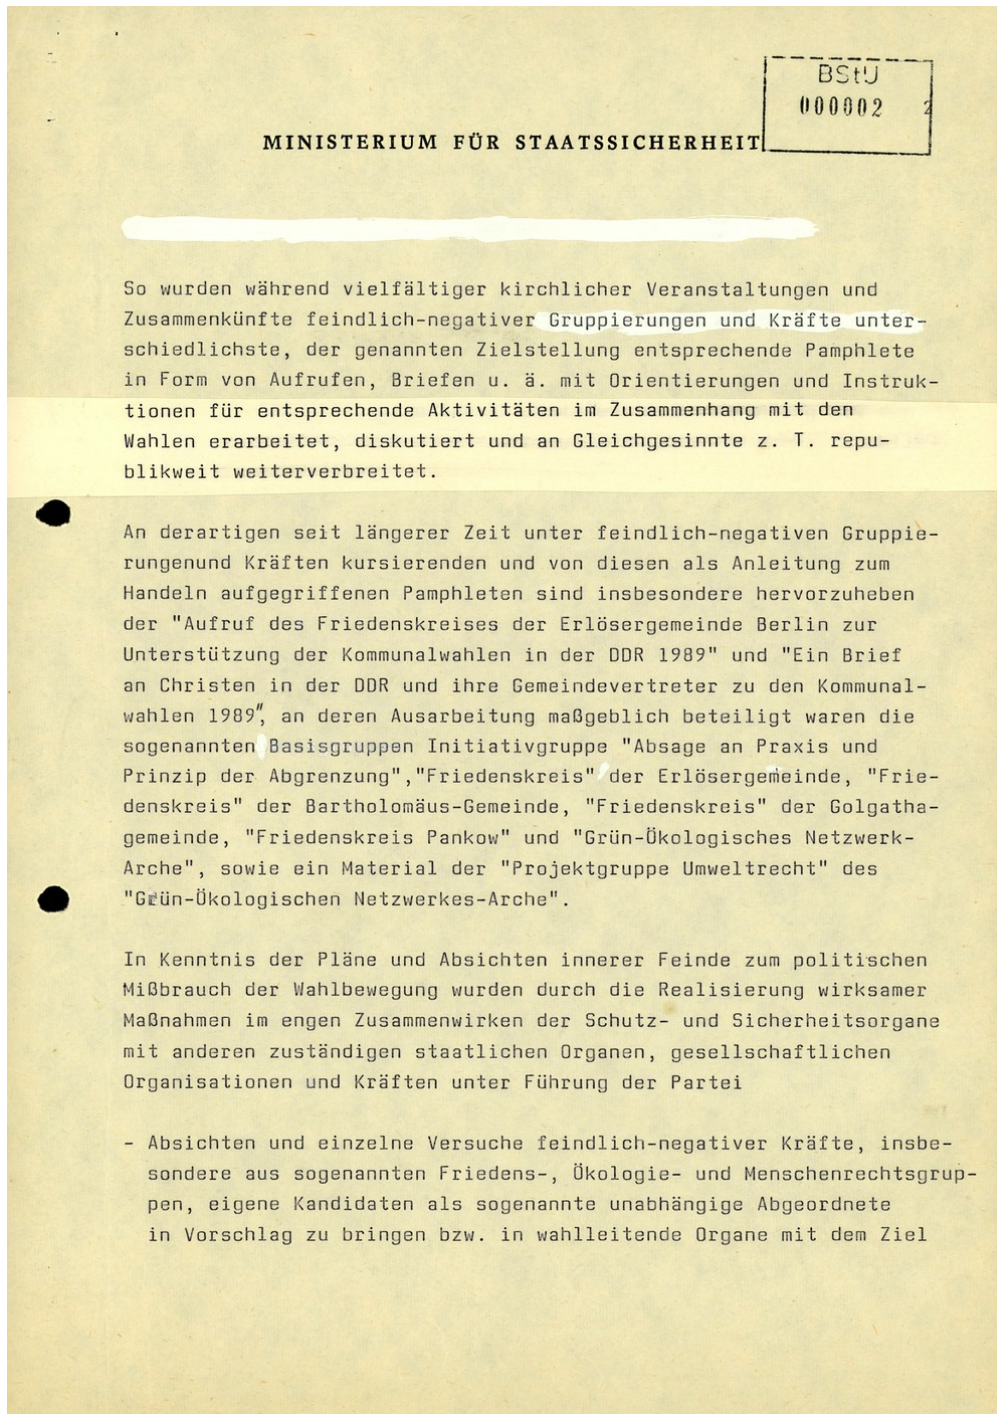 BStU
000002 2
MINISTERIUM FÜR STAATSSICHERHEIT
So wurden während vielfältiger kirchlicher Veranstaltungen und
Zusammenkünfte feindlich-negativer Gruppierungen und Kräfte unter-
schiedlichste, der genannten Zielstellung entsprechende Pamphlete
in Form von Aufrufen, Briefen u. ä. mit Orientierungen und Instruk-
tionen für entsprechende Aktivitäten im Zusammenhang mit den
Wahlen erarbeitet, diskutiert und an Gleichgesinnte z. T. repu-
blikweit weiterverbreitet.
An derartigen seit längerer Zeit unter feindlich-negativen Gruppie-
rungenund Kräften kursierenden und von diesen als Anleitung zum
Handeln aufgegriffenen Pamphleten sind insbesondere hervorzuheben
der "Aufruf des Friedenskreises der Erlösergemeinde Berlin zur
Unterstützung der Kommunalwahlen in der DDR 1989" und "Ein Brief
an Christen in der DDR und ihre Gemeindevertreter zu den Kommunal-
wahlen 1989", an deren Ausarbeitung maßgeblich beteiligt waren die
sogenannten Basisgruppen Initiativgruppe "Absage an Praxis und
Prinzip der Abgrenzung","Friedenskreis" der Erlösergemeinde, "Frie-
denskreis" der Bartholomäus-Gemeinde, "Friedenskreis" der Golgatha-
gemeinde, "Friedenskreis Pankow" und "Grün-Ökologisches Netzwerk-
Arche", sowie ein Material der "Projektgruppe Umweltrecht" des
"Grün-Ökologischen Netzwerkes-Arche".
In Kenntnis der Pläne und Absichten innerer Feinde zum politischen
Mißbrauch der Wahlbewegung wurden durch die Realisierung wirksamer
Maßnahmen im engen Zusammenwirken der Schutz- und Sicherheitsorgane
mit anderen zuständigen staatlichen Organen, gesellschaftlichen
Organisationen und Kräften unter Führung der Partei
- Absichten und einzelne Versuche feindlich-negativer Kräfte, insbe-
sondere aus sogenannten Friedens-, Ökologie- und Menschenrechtsgrup-
pen, eigene Kandidaten als sogenannte unabhängige Abgeordnete
in Vorschlag zu bringen bzw. in wahlleitende Organe mit dem Ziel